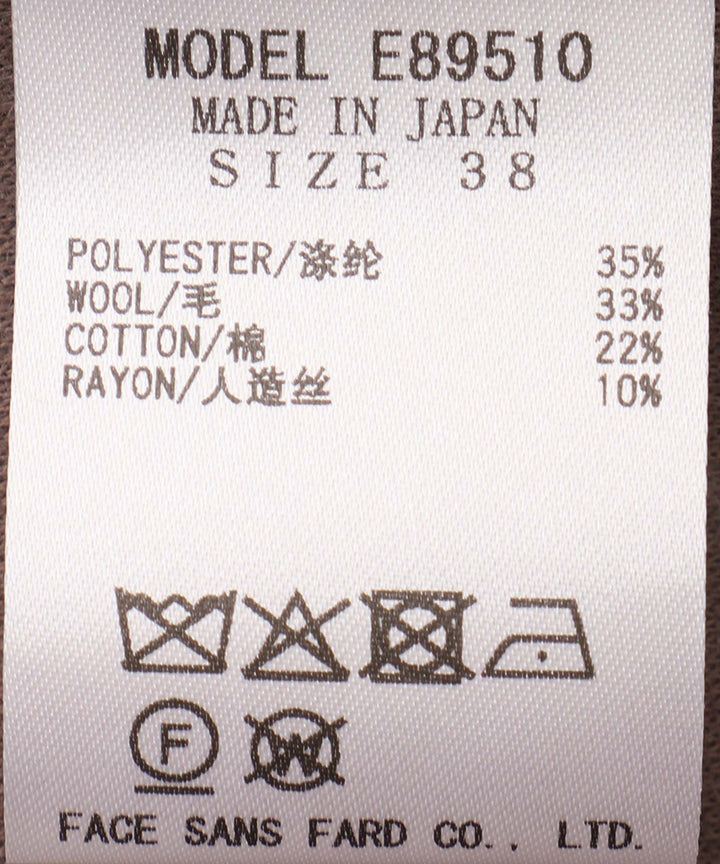 MODEL E89510
MADE IN JAPAN
SIZE 38
POLYESTER/涤纶 35%
WOOL/毛 33%
COTTON/棉 22%
RAYON/人造丝 10%
F W
FACE SANS FARD CO., LTD.